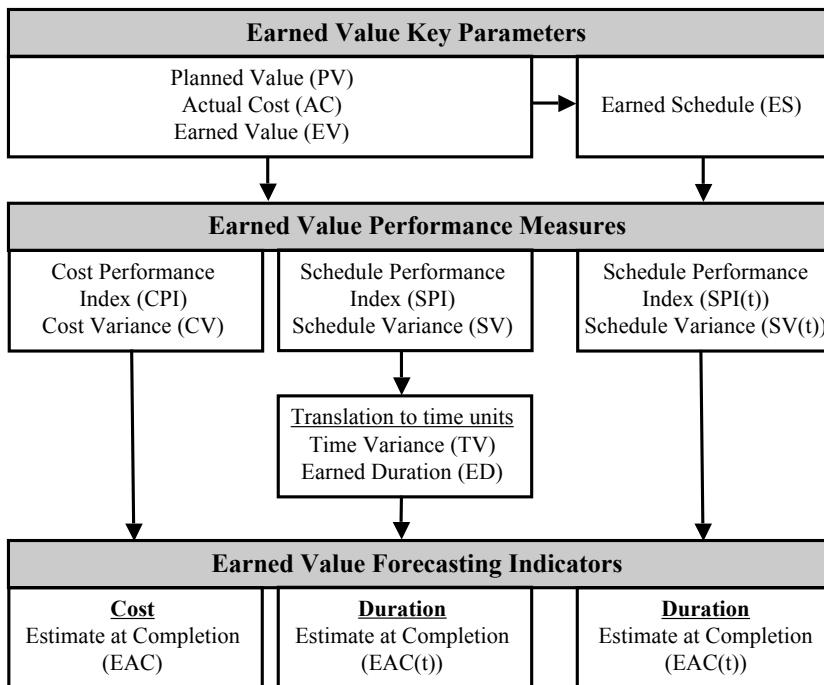 Earned Value Key Parameters
Planned Value (PV)
Actual Cost (AC)
Earned Value (EV)
Earned Schedule (ES)
Earned Value Performance Measures
Cost Performance
Index (CPI)
Cost Variance (CV)
Schedule Performance
Index (SPI)
Schedule Variance (SV)
Schedule Performance
Index (SPI(t))
Schedule Variance (SV(t))
Translation to time units
Time Variance (TV)
Earned Duration (ED)
Earned Value Forecasting Indicators
Cost
Estimate at Completion
(EAC)
Duration
Estimate at Completion
(EAC(t))
Duration
Estimate at Completion
(EAC(t))